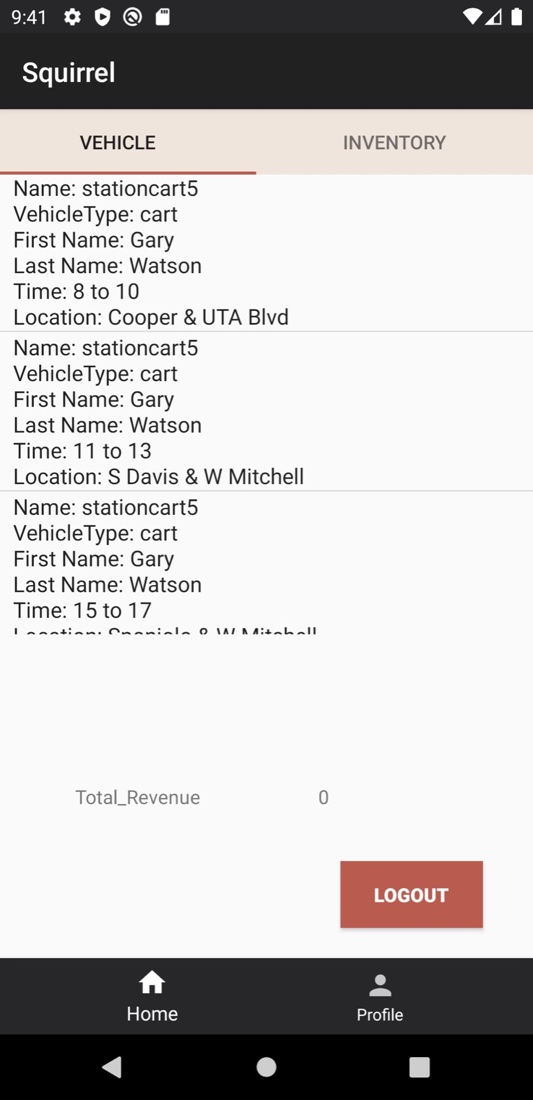 9:41
Squirrel
VEHICLE INVENTORY
Name: stationcart5
VehicleType: cart
First Name: Gary
Last Name: Watson
Time: 8 to 10
Location: Cooper & UTA Blvd
Name: stationcart5
VehicleType: cart
First Name: Gary
Last Name: Watson
Time: 11 to 13
Location: S Davis & W Mitchell
Name: stationcart5
VehicleType: cart
First Name: Gary
Last Name: Watson
Time: 15 to 17
Location: Spaniolo & W Mitchell
Total_Revenue 0
LOGOUT
Home Profile